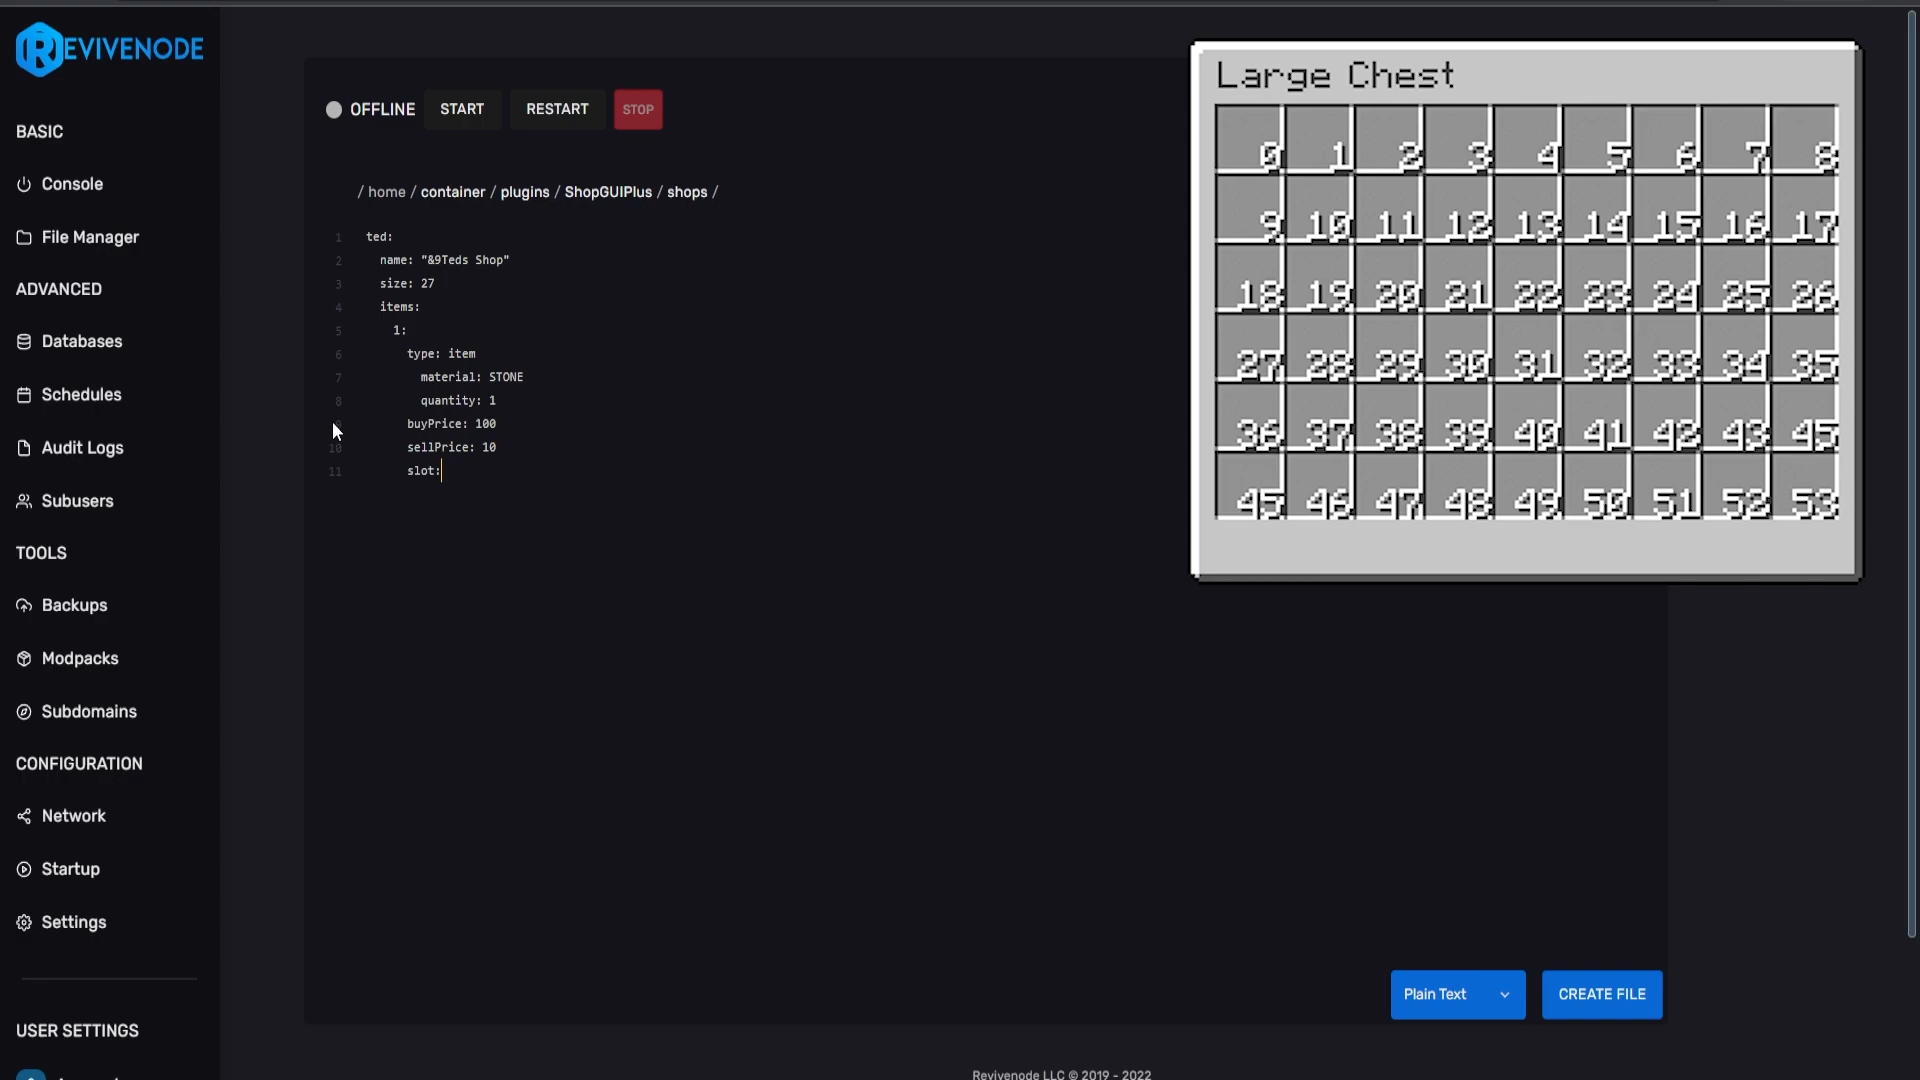 REVIVENODE
BASIC
Console
File Manager
ADVANCED
Databases
Schedules
Audit Logs
Subusers
TOOLS
Backups
Modpacks
Subdomains
CONFIGURATION
Network
Startup
Settings
USER SETTINGS
OFFLINE START RESTART STOP
/ home / container / plugins / ShopGUIPlus / shops /
1 ted:
2 name: "&9Teds Shop"
3 size: 27
4 items:
5 1:
6 type: item
7 material: STONE
8 quantity: 1
buyPrice: 100
10 sellPrice: 10
11 slot:
Large Chest
0 1 2 3 4 5 6 7 8
9 10 11 12 13 14 15 16 17
18 19 20 21 22 23 24 25 26
27 28 29 30 31 32 33 34 35
36 37 38 39 40 41 42 43 45
45 46 47 48 49 50 51 52 53
Plain Text CREATE FILE
Revivenode LLC © 2019 - 2022